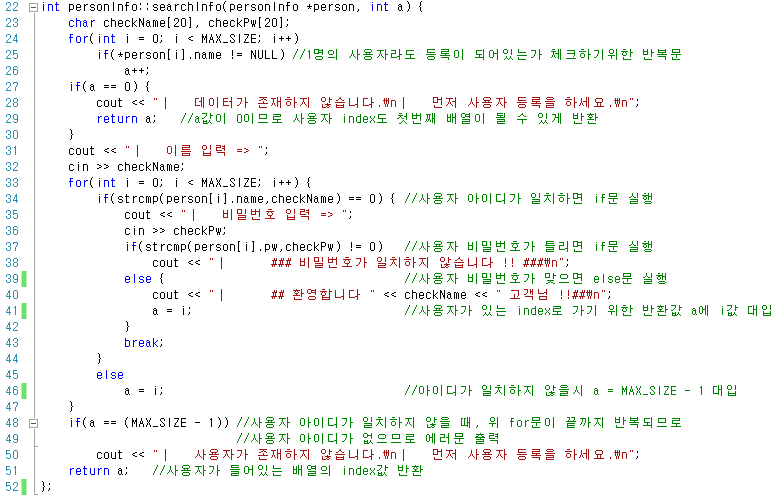 22 int personInfo::searchInfo(personInfo *person, int a) {
23 char checkName[20], checkPw[20];
24 for(int i = 0; i < MAX_SIZE; i++)
25 if(*person[i].name != NULL) //1명의 사용자라도 등록이 되어있는가 체크하기위한 반복문
26 a++;
27 if(a == 0) {
28 cout << "|   데이터가 존재하지 않습니다.\n|   먼저 사용자 등록을 하세요.\n";
29 return a;   //a값이 0이므로 사용자 index도 첫번째 배열이 될 수 있게 반환
30 }
31 cout << "|   이름 입력 => ";
32 cin >> checkName;
33 for(int i = 0; i < MAX_SIZE; i++) {
34 if(strcmp(person[i].name,checkName) == 0) { //사용자 아이디가 일치하면 if문 실행
35 cout << "|   비밀번호 입력 => ";
36 cin >> checkPw;
37 if(strcmp(person[i].pw,checkPw) != 0)   //사용자 비밀번호가 틀리면 if문 실행
38 cout << "|      ### 비밀번호가 일치하지 않습니다 !! ###\n";
39 else {   //사용자 비밀번호가 맞으면 else문 실행
40 cout << "|      ## 환영합니다 " << checkName << " 고객님 !!##\n";
41 a = i;   //사용자가 있는 index로 가기 위한 반환값 a에 i값 대입
42 }
43 break;
44 }
45 else
46 a = i;   //아이디가 일치하지 않을시 a = MAX_SIZE - 1 대입
47 }
48 if(a == (MAX_SIZE - 1)) //사용자 아이디가 일치하지 않을 때, 위 for문이 끝까지 반복되므로
49 //사용자 아이디가 없으므로 에러문 출력
50 cout << "|   사용자가 존재하지 않습니다.\n|   먼저 사용자 등록을 하세요.\n";
51 return a;   //사용자가 들어있는 배열의 index값 반환
52 };